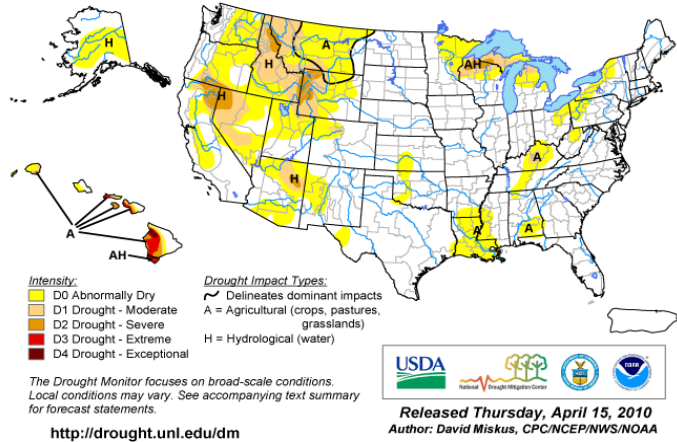 H
A
H
AH
H
H
A
A
A
A
AH
Intensity:
D0 Abnormally Dry
D1 Drought - Moderate
D2 Drought - Severe
D3 Drought - Extreme
D4 Drought - Exceptional
Drought Impact Types:
Delineates dominant impacts
A = Agricultural (crops, pastures,
grasslands)
H = Hydrological (water)
The Drought Monitor focuses on broad-scale conditions.
Local conditions may vary. See accompanying text summary
for forecast statements.
http://drought.unl.edu/dm
USDA
National Drought Mitigation Center
NOAA
Released Thursday, April 15, 2010
Author: David Miskus, CPC/NCEP/NWS/NOAA